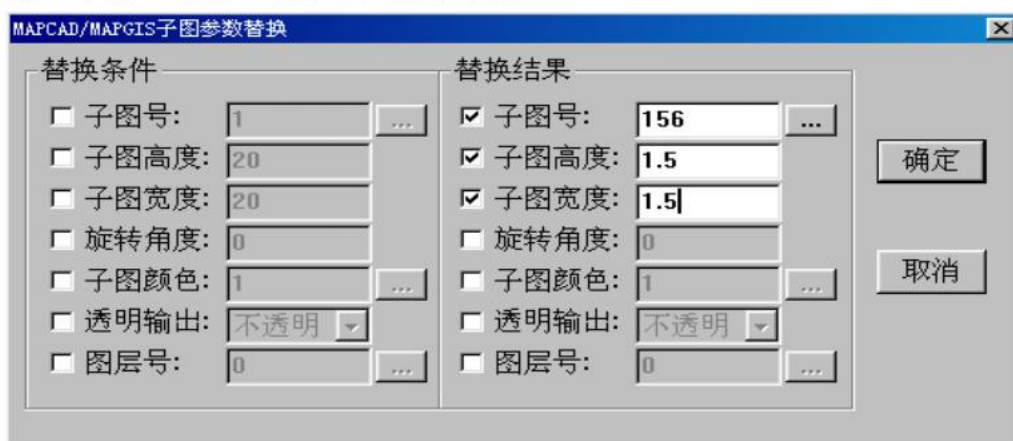 MAPCAD/MAPGIS子图参数替换
替换条件 替换结果
子图号: 1 ... 子图号: 156 ...
子图高度: 20 子图高度: 1.5
确定
子图宽度: 20 子图宽度: 1.5
旋转角度: 0 旋转角度: 0
子图颜色: 1 ... 子图颜色: 1 ...
取消
透明输出: 不透明 透明输出: 不透明
图层号: 0 ... 图层号: 0 ...